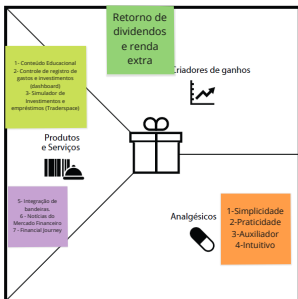 Retorno de
dividendos
e renda
extra
Criadores de ganhos
1- Conteúdo Educacional
2- Controle de registro de
gastos e investimentos
(dashboard)
3- Simulador de
Investimentos e
empréstimos (Traderspace)
Produtos
e Serviços
5- Integração de
bandeiras.
6 - Notícias do
Mercado Financeiro
7 - Financial Journey
Analgésicos
1-Simplicidade
2-Praticidade
3-Auxiliador
4-Intuitivo